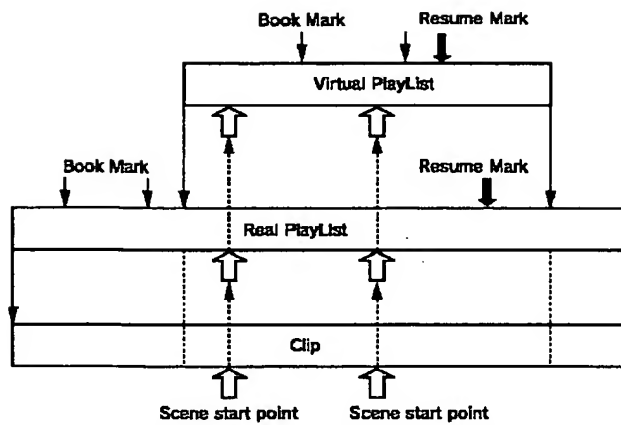 Book Mark
Resume Mark
Virtual PlayList
Book Mark
Resume Mark
Real PlayList
Clip
Scene start point
Scene start point